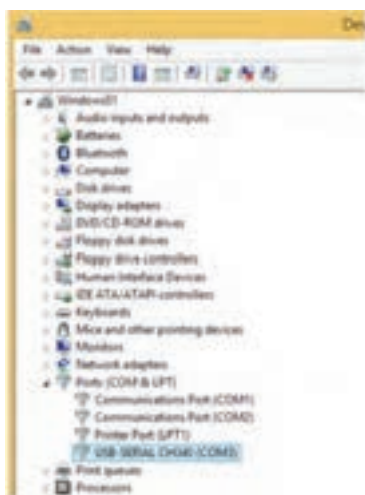 De
File Action View Help
Windows81
Audio inputs and outputs
Batteries
Bluetooth
Computer
Disk drives
Display adapters
DVD/CD-ROM drives
Floppy disk drives
Floppy drive controllers
Human Interface Devices
IDE ATA/ATAPI controllers
Keyboards
Mice and other pointing devices
Monitors
Network adapters
Ports (COM & LPT)
Communications Port (COM1)
Communications Port (COM2)
Printer Port (LPT1)
USB-SERIAL CH340 (COM3)
Print queues
Processors